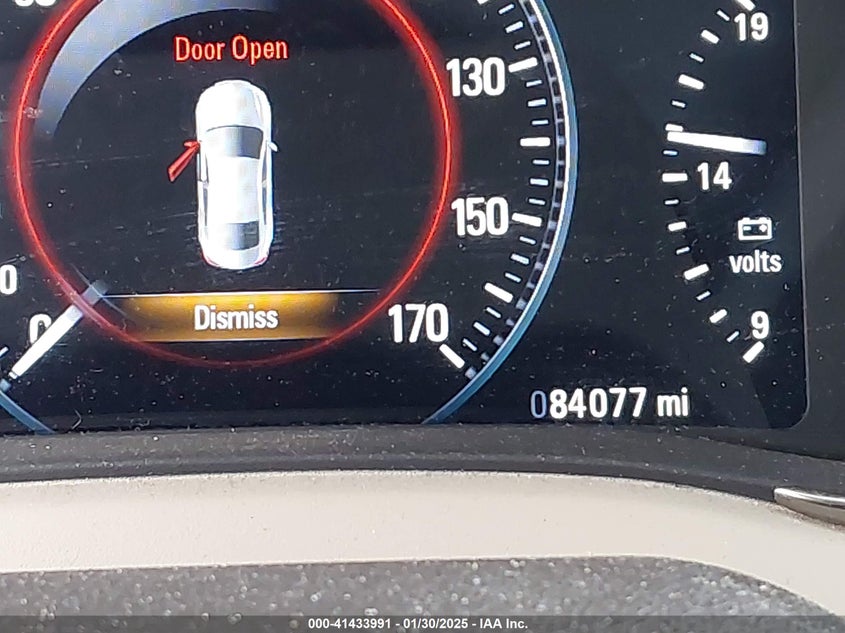 Door Open
19
130
14
150
volts
0
Dismiss
170
9
084077 mi
000-41433991 - 01/30/2025 - IAA Inc.